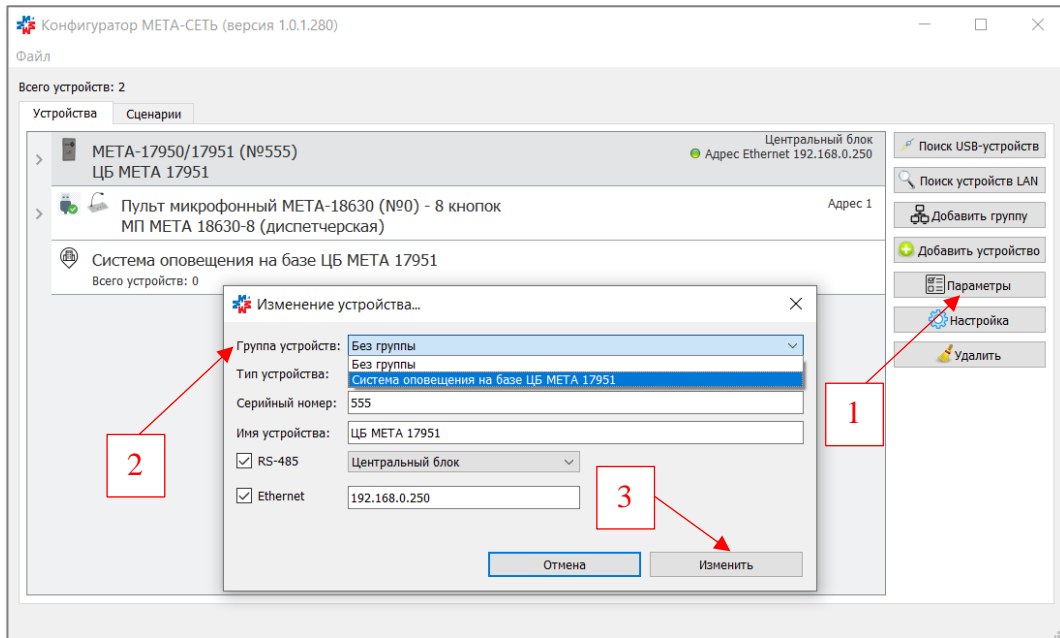 Конфигуратор МЕТА-СЕТЬ (версия 1.0.1.280)
Файл
Всего устройств: 2
Устройства Сценарии
МЕТА-17950/17951 (№555)
ЦБ МЕТА 17951
Центральный блок
Адрес Ethernet 192.168.0.250
Пульт микрофонный МЕТА-18630 (№0) - 8 кнопок
МП МЕТА 18630-8 (диспетчерская)
Адрес 1
Система оповещения на базе ЦБ МЕТА 17951
Всего устройств: 0
Поиск USB-устройств
Поиск устройств LAN
Добавить группу
Добавить устройство
Параметры
Настройка
Удалить
1
Изменение устройства...
Группа устройств: Без группы
Без группы
Тип устройства: Система оповещения на базе ЦБ МЕТА 17951
Серийный номер: 555
Имя устройства: ЦБ МЕТА 17951
RS-485 Центральный блок
Ethernet 192.168.0.250
2
3
Отмена Изменить